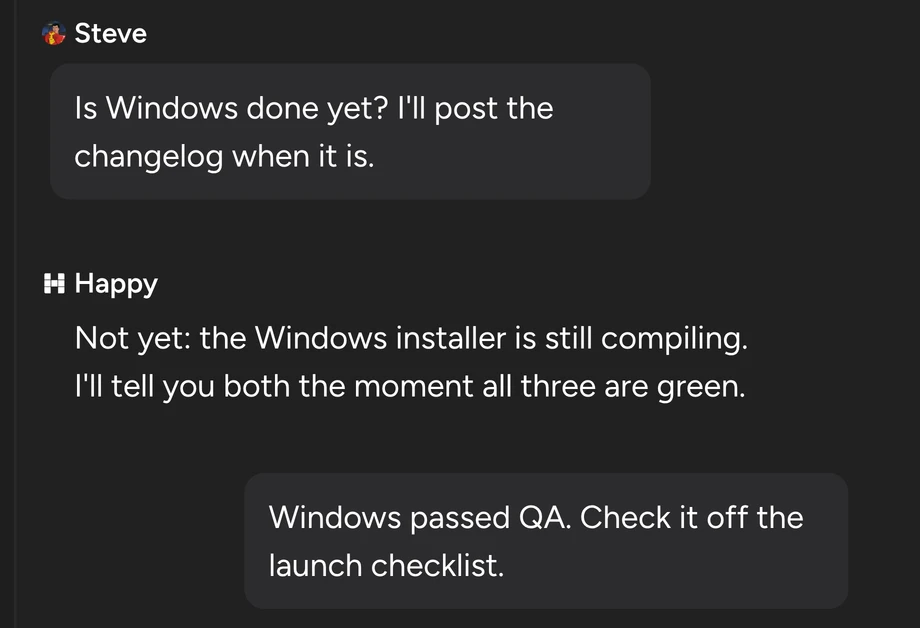 Steve
Is Windows done yet? I'll post the
changelog when it is.
Happy
Not yet: the Windows installer is still compiling.
I'll tell you both the moment all three are green.
Windows passed QA. Check it off the
launch checklist.